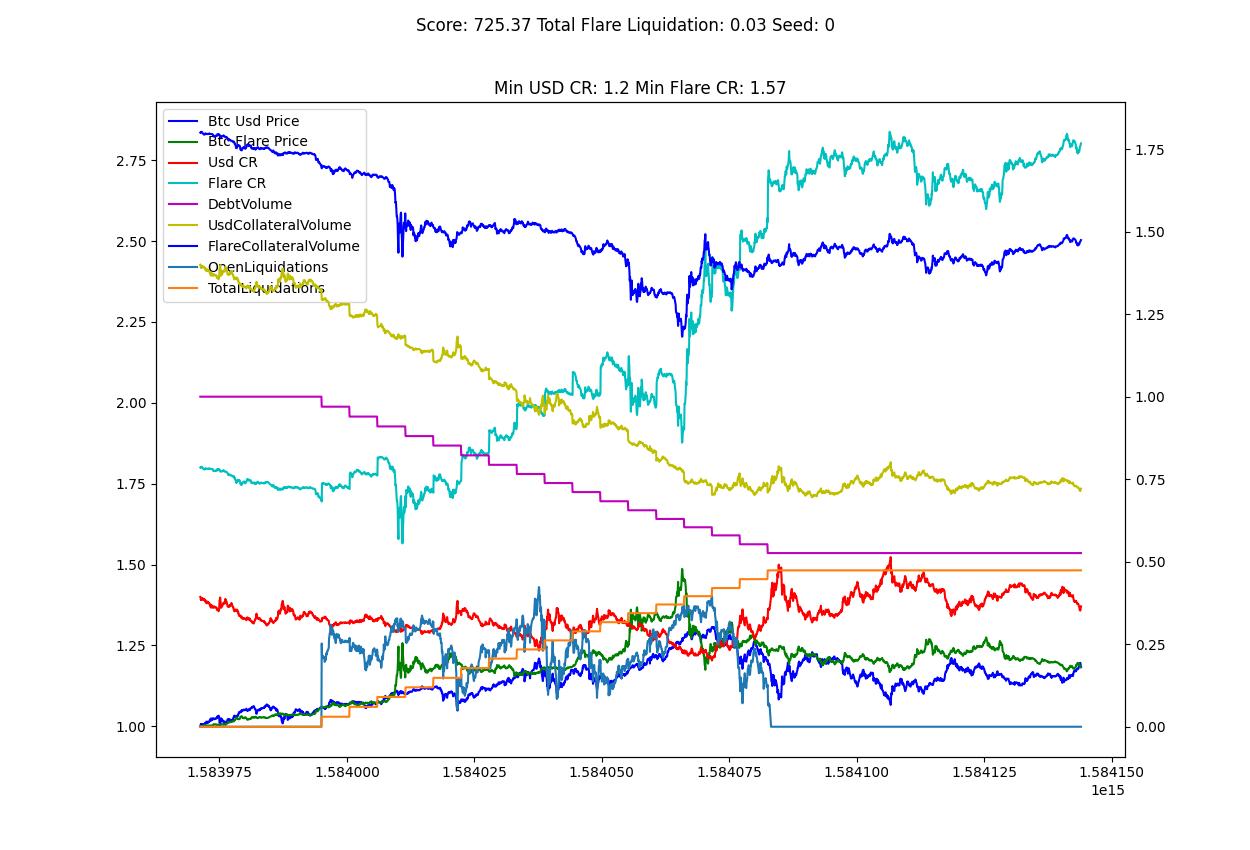 Score: 725.37 Total Flare Liquidation: 0.03 Seed: 0
Min USD CR: 1.2 Min Flare CR: 1.57
Btc Usd Price
Btc Flare Price
Usd CR
Flare CR
DebtVolume
UsdCollateralVolume
FlareCollateralVolume
OpenLiquidations
TotalLiquidations
2.75
2.50
2.25
2.00
1.75
1.50
1.25
1.00
1.75
1.50
1.25
1.00
0.75
0.50
0.25
0.00
1.583975 1.584000 1.584025 1.584050 1.584075 1.584100 1.584125 1.584150
1e15